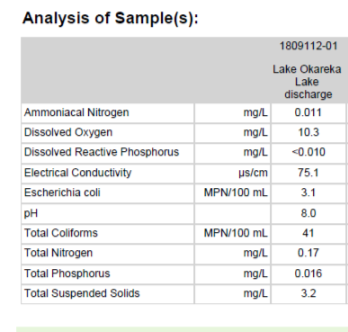 Analysis of Sample(s):
1809112-01
Lake Okareka
Lake
discharge
Ammoniacal Nitrogen mg/L 0.011
Dissolved Oxygen mg/L 10.3
Dissolved Reactive Phosphorus mg/L <0.010
Electrical Conductivity µs/cm 75.1
Escherichia coli MPN/100 mL 3.1
pH 8.0
Total Coliforms MPN/100 mL 41
Total Nitrogen mg/L 0.17
Total Phosphorus mg/L 0.016
Total Suspended Solids mg/L 3.2